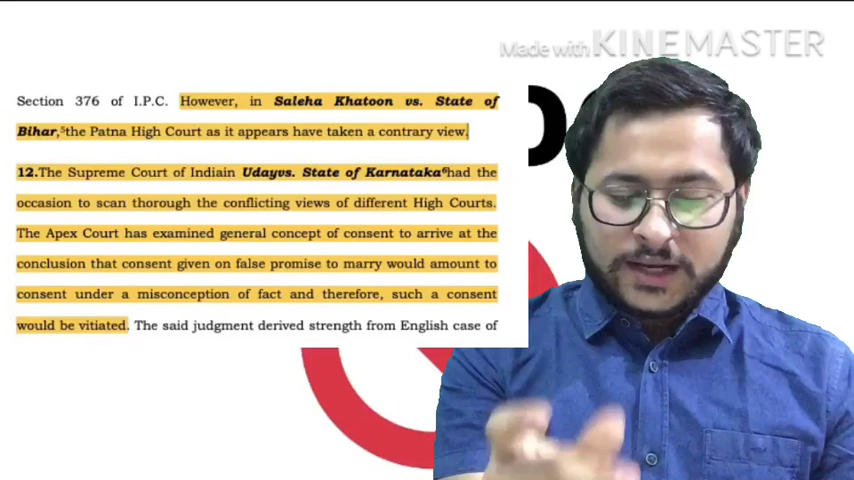 Made with KINEMASTER
Section 376 of I.P.C. However, in Saleha Khatoon vs. State of
Bihar,⁵the Patna High Court as it appears have taken a contrary view.
12.The Supreme Court of Indiain Udayvs. State of Karnataka⁶had the
occasion to scan thorough the conflicting views of different High Courts.
The Apex Court has examined general concept of consent to arrive at the
conclusion that consent given on false promise to marry would amount to
consent under a misconception of fact and therefore, such a consent
would be vitiated. The said judgment derived strength from English case of